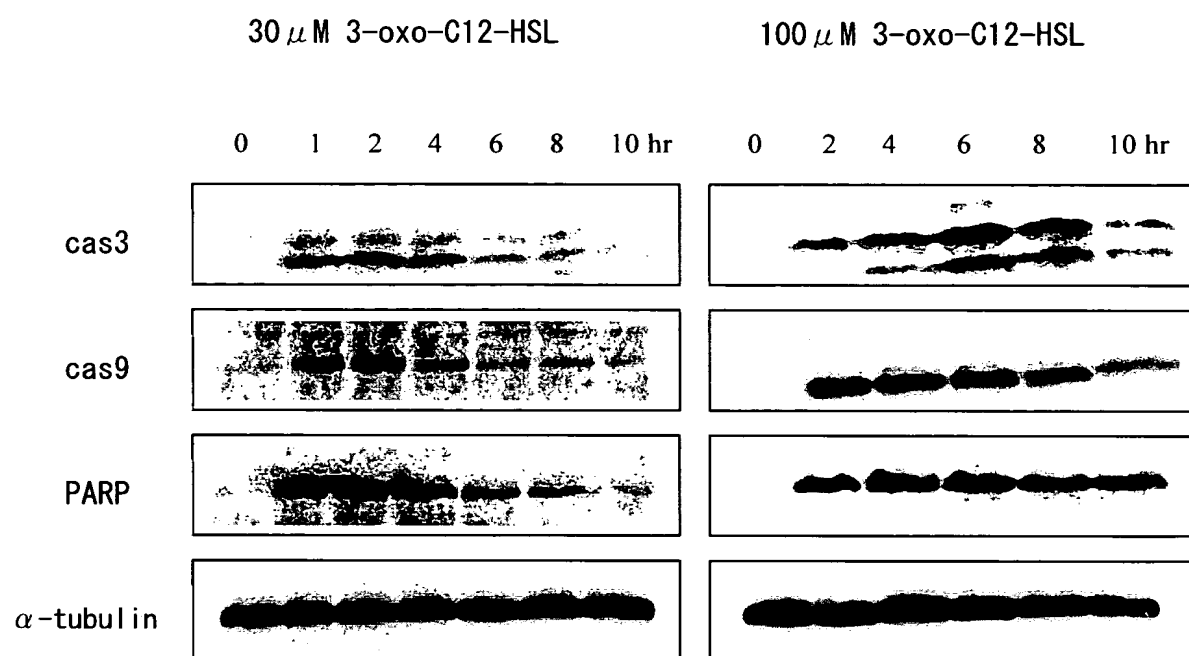 30 μM 3-oxo-C12-HSL 100 μM 3-oxo-C12-HSL
0 1 2 4 6 8 10 hr 0 2 4 6 8 10 hr
cas3
cas9
PARP
α-tubulin